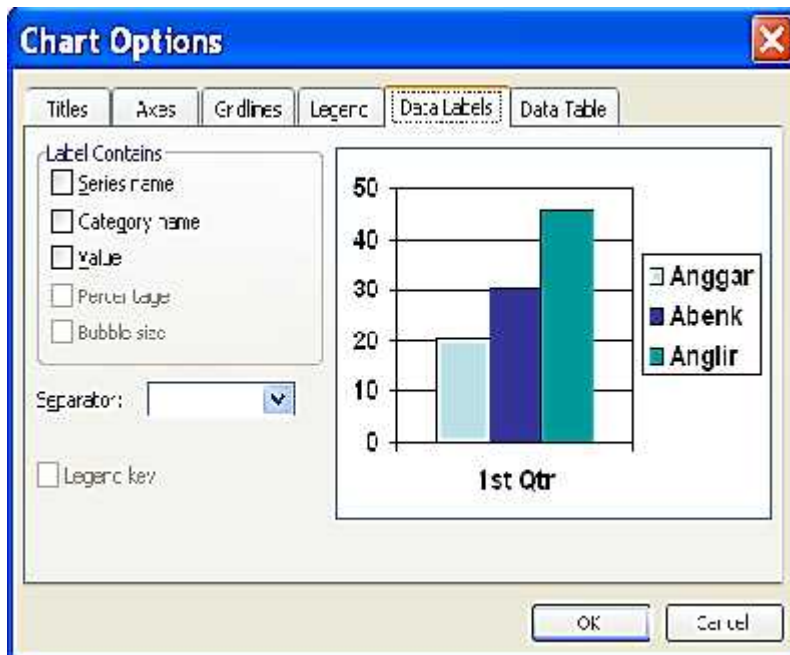 Chart Options
Titles Axes Gridlines Legend Data Labels Data Table
Label Contains
Series name
Category name
Value
Percentage
Bubble size
Separator:
Legend key
50
40
30
20
10
0
1st Qtr
Anggar
Abenk
Anglir
OK Cancel